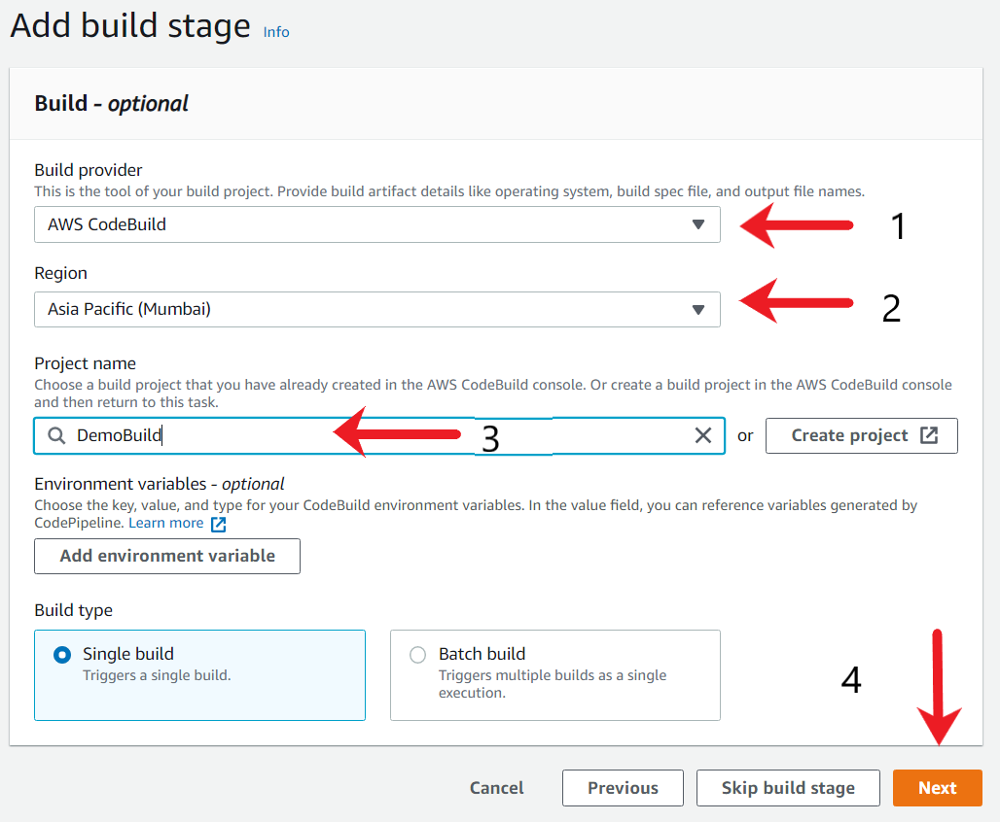 Add build stage Info
Build - optional
Build provider
This is the tool of your build project. Provide build artifact details like operating system, build spec file, and output file names.
AWS CodeBuild
1
Region
Asia Pacific (Mumbai)
2
Project name
Choose a build project that you have already created in the AWS CodeBuild console. Or create a build project in the AWS CodeBuild console
and then return to this task.
DemoBuild 3 or Create project
Environment variables - optional
Choose the key, value, and type for your CodeBuild environment variables. In the value field, you can reference variables generated by
CodePipeline. Learn more
Add environment variable
Build type
Single build
Triggers a single build.
Batch build
Triggers multiple builds as a single
execution.
4
Cancel Previous Skip build stage Next